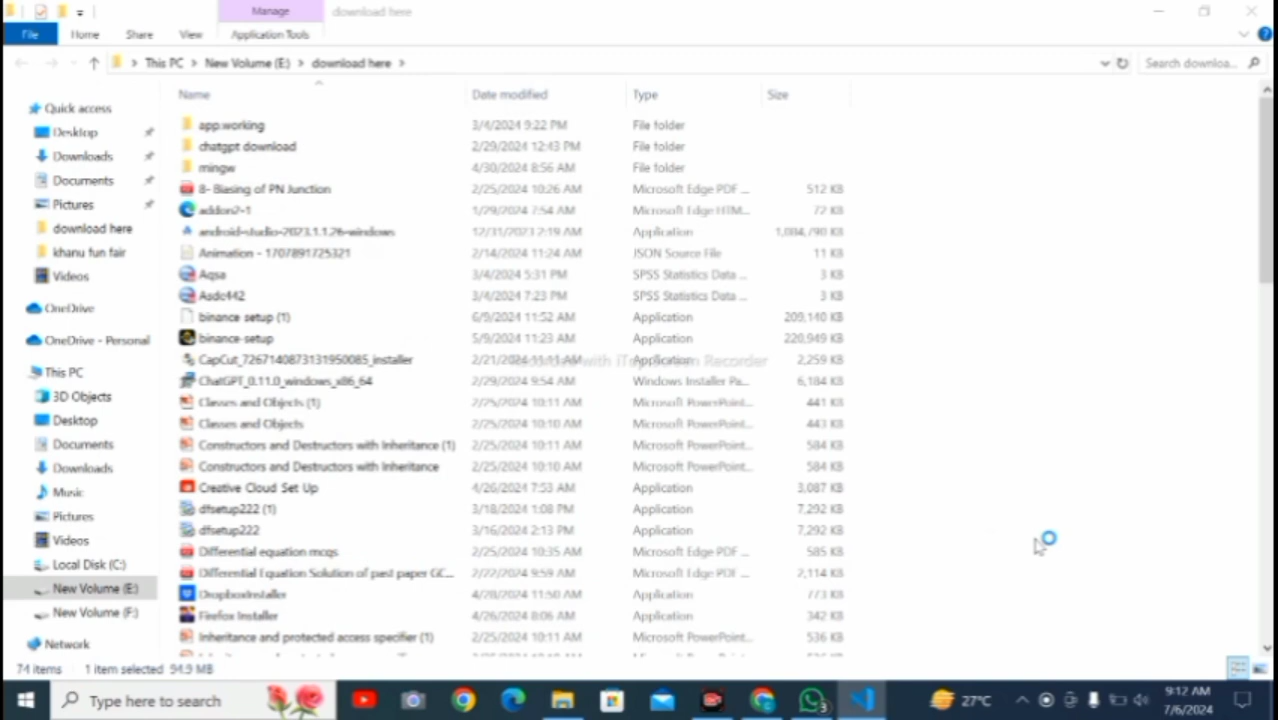 Manage
download here
File
Home
Share
View
Application Tools
This PC > New Volume (E:) > download here >
Search downloa...
Name
Date modified
Type
Size
Quick access
Desktop
Downloads
Documents
Pictures
download here
khanu fun fair
Videos
OneDrive
OneDrive - Personal
This PC
3D Objects
Desktop
Documents
Downloads
Music
Pictures
Videos
Local Disk (C:)
New Volume (E:)
New Volume (F:)
Network
app.working 3/4/2024 9:22 PM File folder
chatgpt download 2/29/2024 12:43 PM File folder
mingw 4/30/2024 8:56 AM File folder
8- Biasing of PN Junction 2/25/2024 10:26 AM Microsoft Edge PDF ... 512 KB
addon2-1 1/29/2024 7:54 AM Microsoft Edge HTM... 72 KB
android-studio-2023.1.1.26-windows 12/31/2023 2:19 AM Application 1,084,790 KB
Animation - 1707891725321 2/14/2024 11:24 AM JSON Source File 11 KB
Aqsa 3/4/2024 5:31 PM SPSS Statistics Data ... 3 KB
Asdc442 3/4/2024 7:23 PM SPSS Statistics Data ... 3 KB
binance-setup (1) 6/9/2024 11:52 AM Application 209,140 KB
binance-setup 5/9/2024 11:23 AM Application 220,949 KB
CapCut_7267140873131950085_installer 2/21/2024 11:11 AM Application 2,259 KB
Screen Recorder
ChatGPT_0.11.0_windows_x86_64 2/29/2024 9:54 AM Windows Installer Pa... 6,184 KB
Classes and Objects (1) 2/25/2024 10:11 AM Microsoft PowerPoint... 441 KB
Classes and Objects 2/25/2024 10:10 AM Microsoft PowerPoint... 443 KB
Constructors and Destructors with Inheritance (1) 2/25/2024 10:11 AM Microsoft PowerPoint... 584 KB
Constructors and Destructors with Inheritance 2/25/2024 10:10 AM Microsoft PowerPoint... 584 KB
Creative Cloud Set Up 4/26/2024 7:53 AM Application 3,087 KB
dfsetup222 (1) 3/18/2024 1:08 PM Application 7,292 KB
dfsetup222 3/16/2024 2:13 PM Application 7,292 KB
Differential equation mcqs 2/25/2024 10:35 AM Microsoft Edge PDF ... 585 KB
Differential Equation Solution of past paper GC... 2/22/2024 9:59 AM Microsoft Edge PDF ... 2,114 KB
DropboxInstaller 4/28/2024 11:50 AM Application 773 KB
Firefox Installer 4/26/2024 8:06 AM Application 342 KB
Inheritance and protected access specifier (1) 2/25/2024 10:11 AM Microsoft PowerPoint... 536 KB
74 items
1 item selected 94.9 MB
Type here to search
3
27°C
9:12 AM
7/6/2024